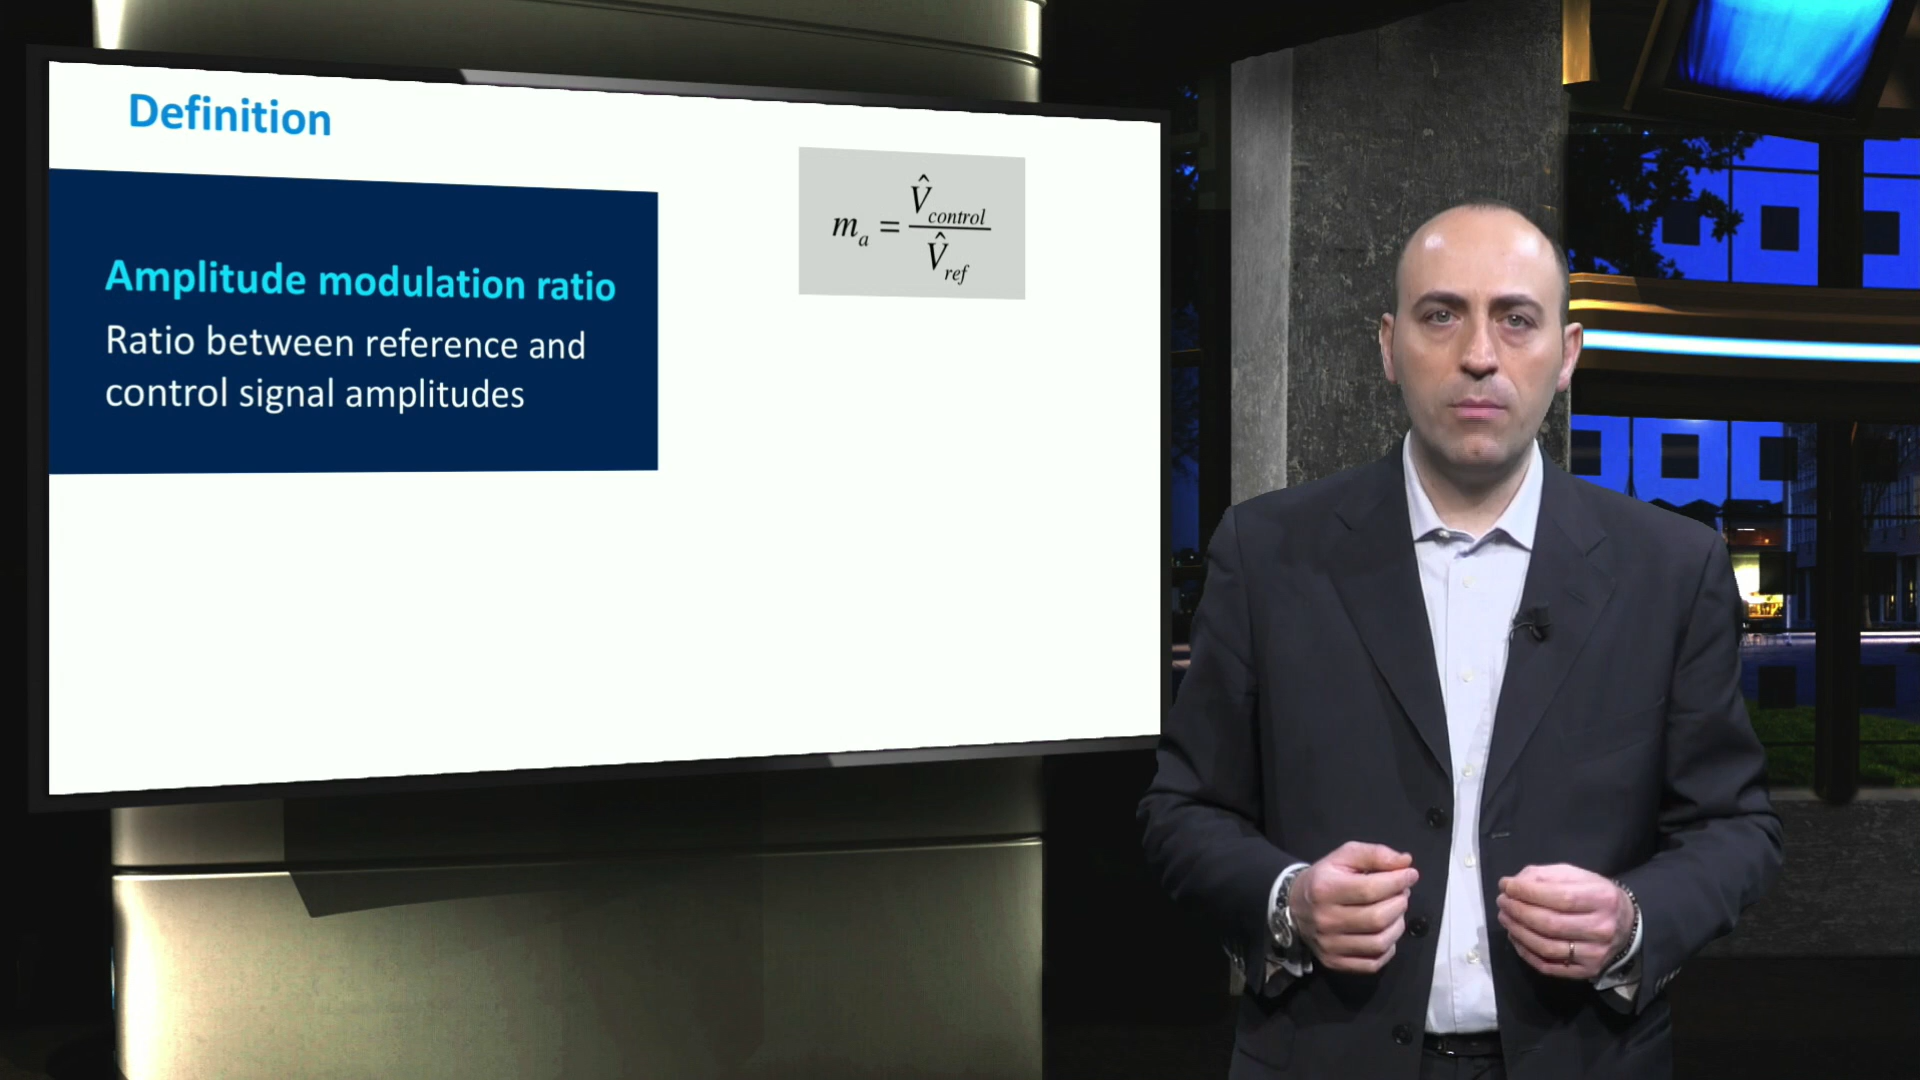 Definition
Amplitude modulation ratio
Ratio between reference and
control signal amplitudes
m_a = V̂_control / V̂_ref